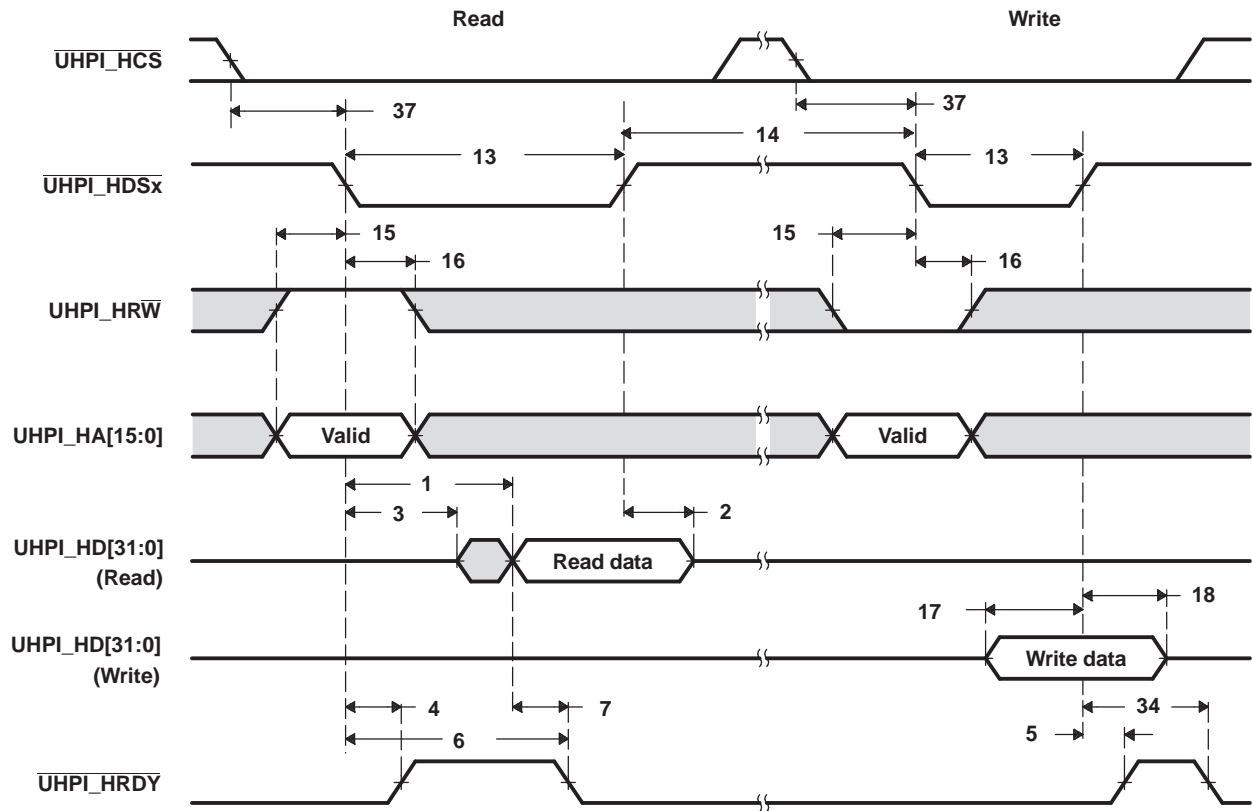 Read Write
UHPI_HCS
37 37
14
13 13
UHPI_HDSx
15 15
16 16
UHPI_HRW
UHPI_HA[15:0] Valid Valid
1
3 2
UHPI_HD[31:0]
(Read)
Read data
17 18
UHPI_HD[31:0]
(Write)
Write data
4 7 34
6 5
UHPI_HRDY